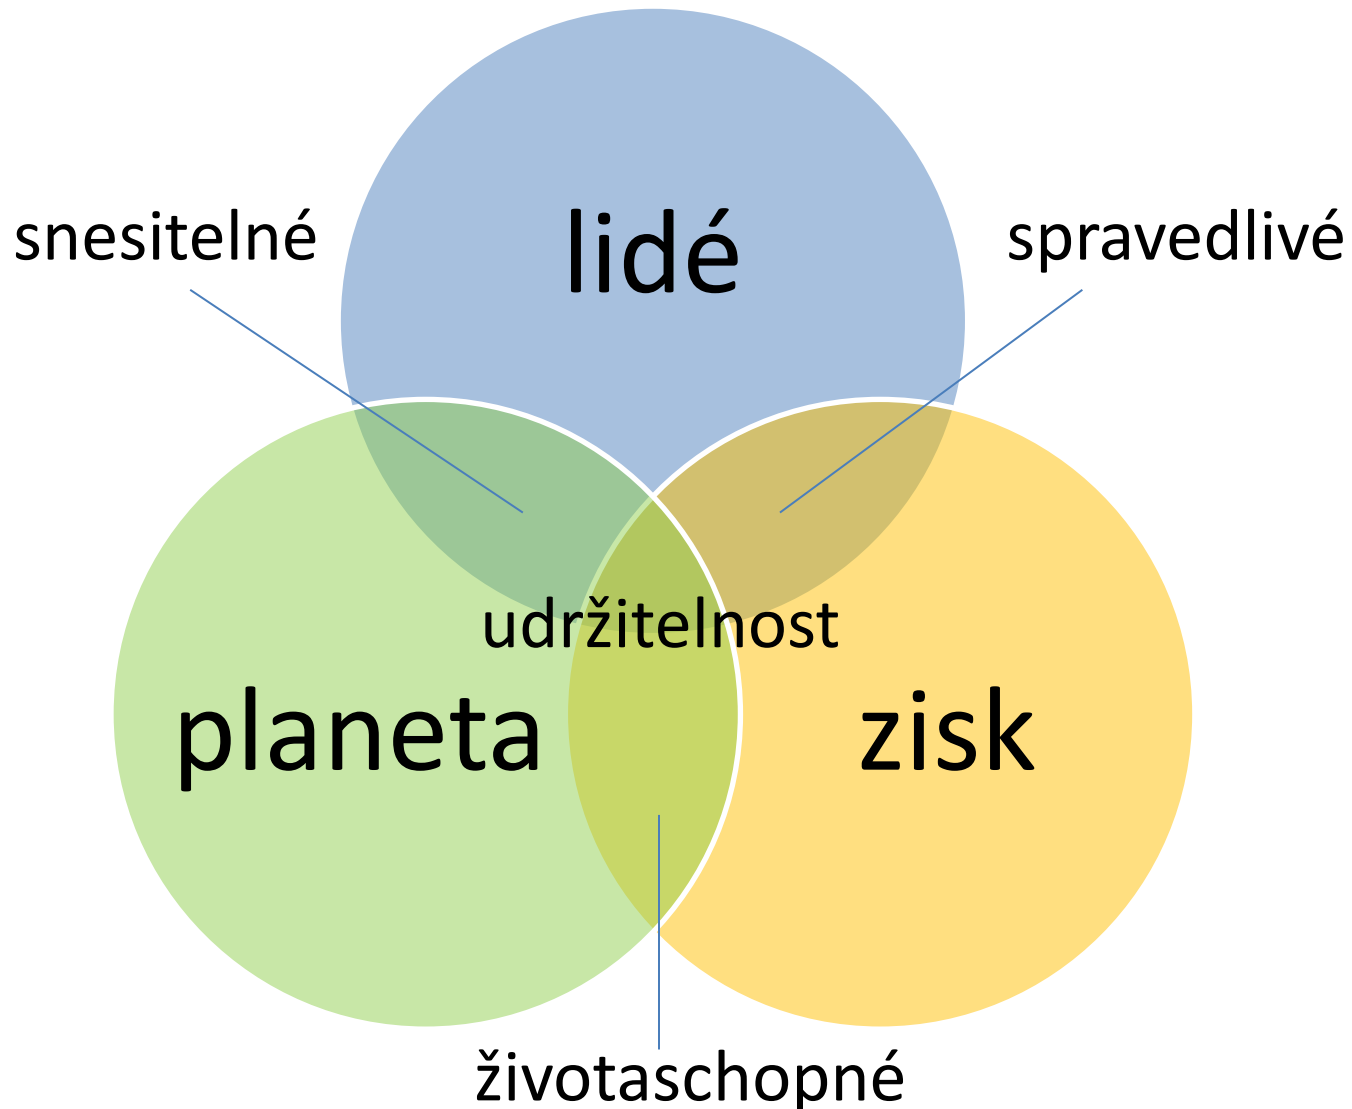 lidé
snesitelné
spravedlivé
udržitelnost
planeta
zisk
životaschopné